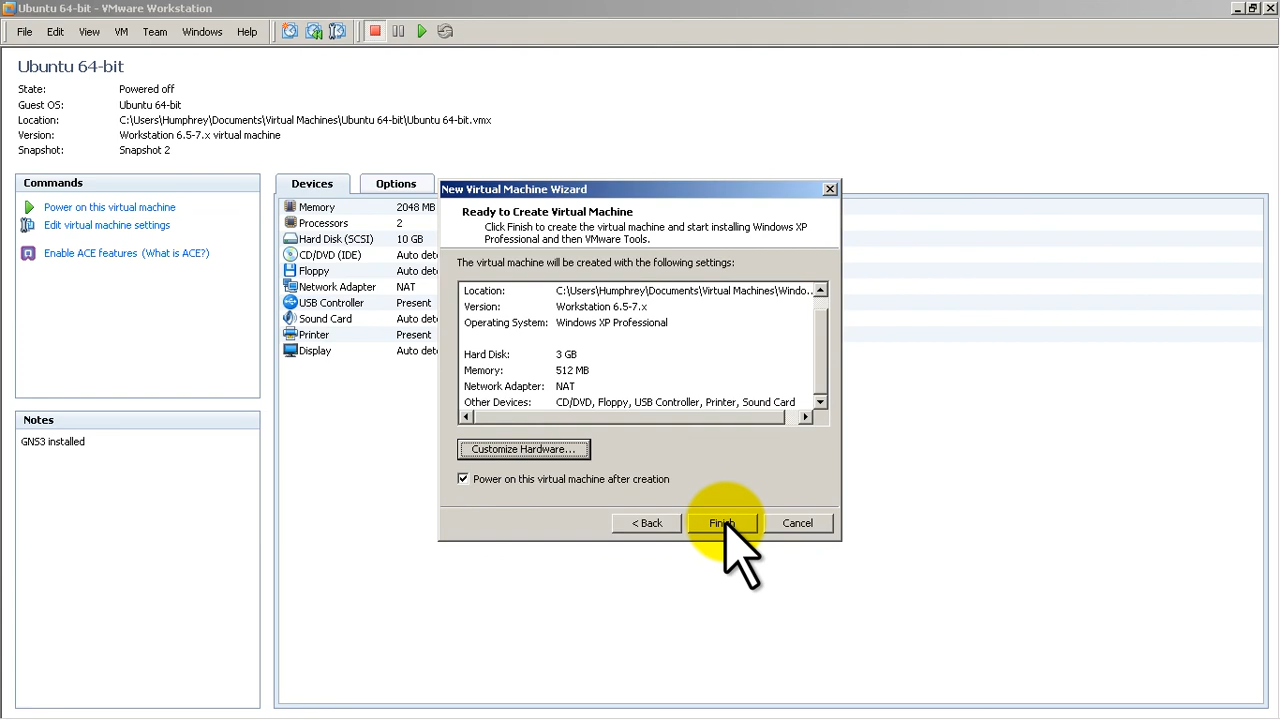 Ubuntu 64-bit - VMware Workstation
File Edit View VM Team Windows Help
Ubuntu 64-bit
State: Powered off
Guest OS: Ubuntu 64-bit
Location: C:\Users\Humphrey\Documents\Virtual Machines\Ubuntu 64-bit\Ubuntu 64-bit.vmx
Version: Workstation 6.5-7.x virtual machine
Snapshot: Snapshot 2
Commands
Power on this virtual machine
Edit virtual machine settings
Enable ACE features (What is ACE?)
Notes
GNS3 installed
Devices Options
Memory 2048 MB
Processors 2
Hard Disk (SCSI) 10 GB
CD/DVD (IDE) Auto dete
Floppy Auto dete
Network Adapter NAT
USB Controller Present
Sound Card Auto dete
Printer Present
Display Auto dete
New Virtual Machine Wizard
Ready to Create Virtual Machine
Click Finish to create the virtual machine and start installing Windows XP
Professional and then VMware Tools.
The virtual machine will be created with the following settings:
Location: C:\Users\Humphrey\Documents\Virtual Machines\Windo...
Version: Workstation 6.5-7.x
Operating System: Windows XP Professional
Hard Disk: 3 GB
Memory: 512 MB
Network Adapter: NAT
Other Devices: CD/DVD, Floppy, USB Controller, Printer, Sound Card
Customize Hardware...
Power on this virtual machine after creation
< Back Finish Cancel